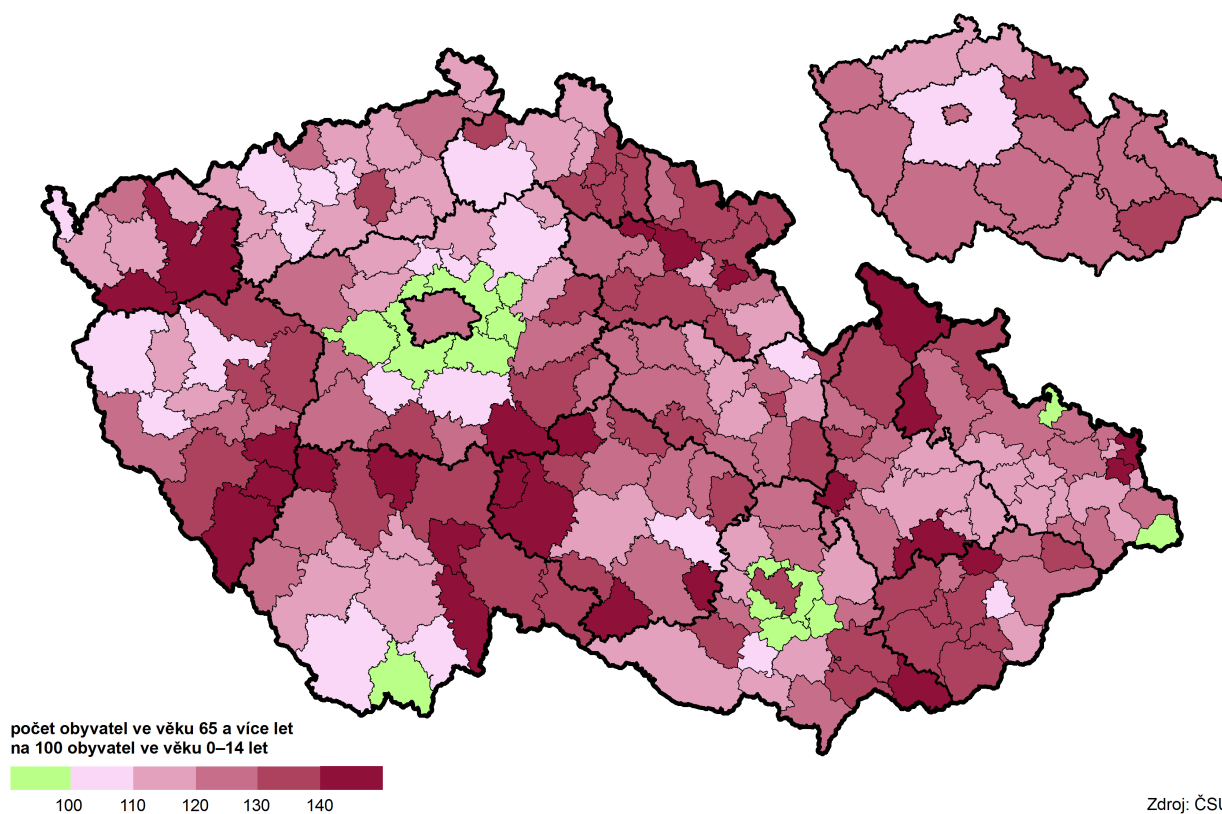 počet obyvatel ve věku 65 a více let
na 100 obyvatel ve věku 0–14 let
100 110 120 130 140
Zdroj: ČSÚ